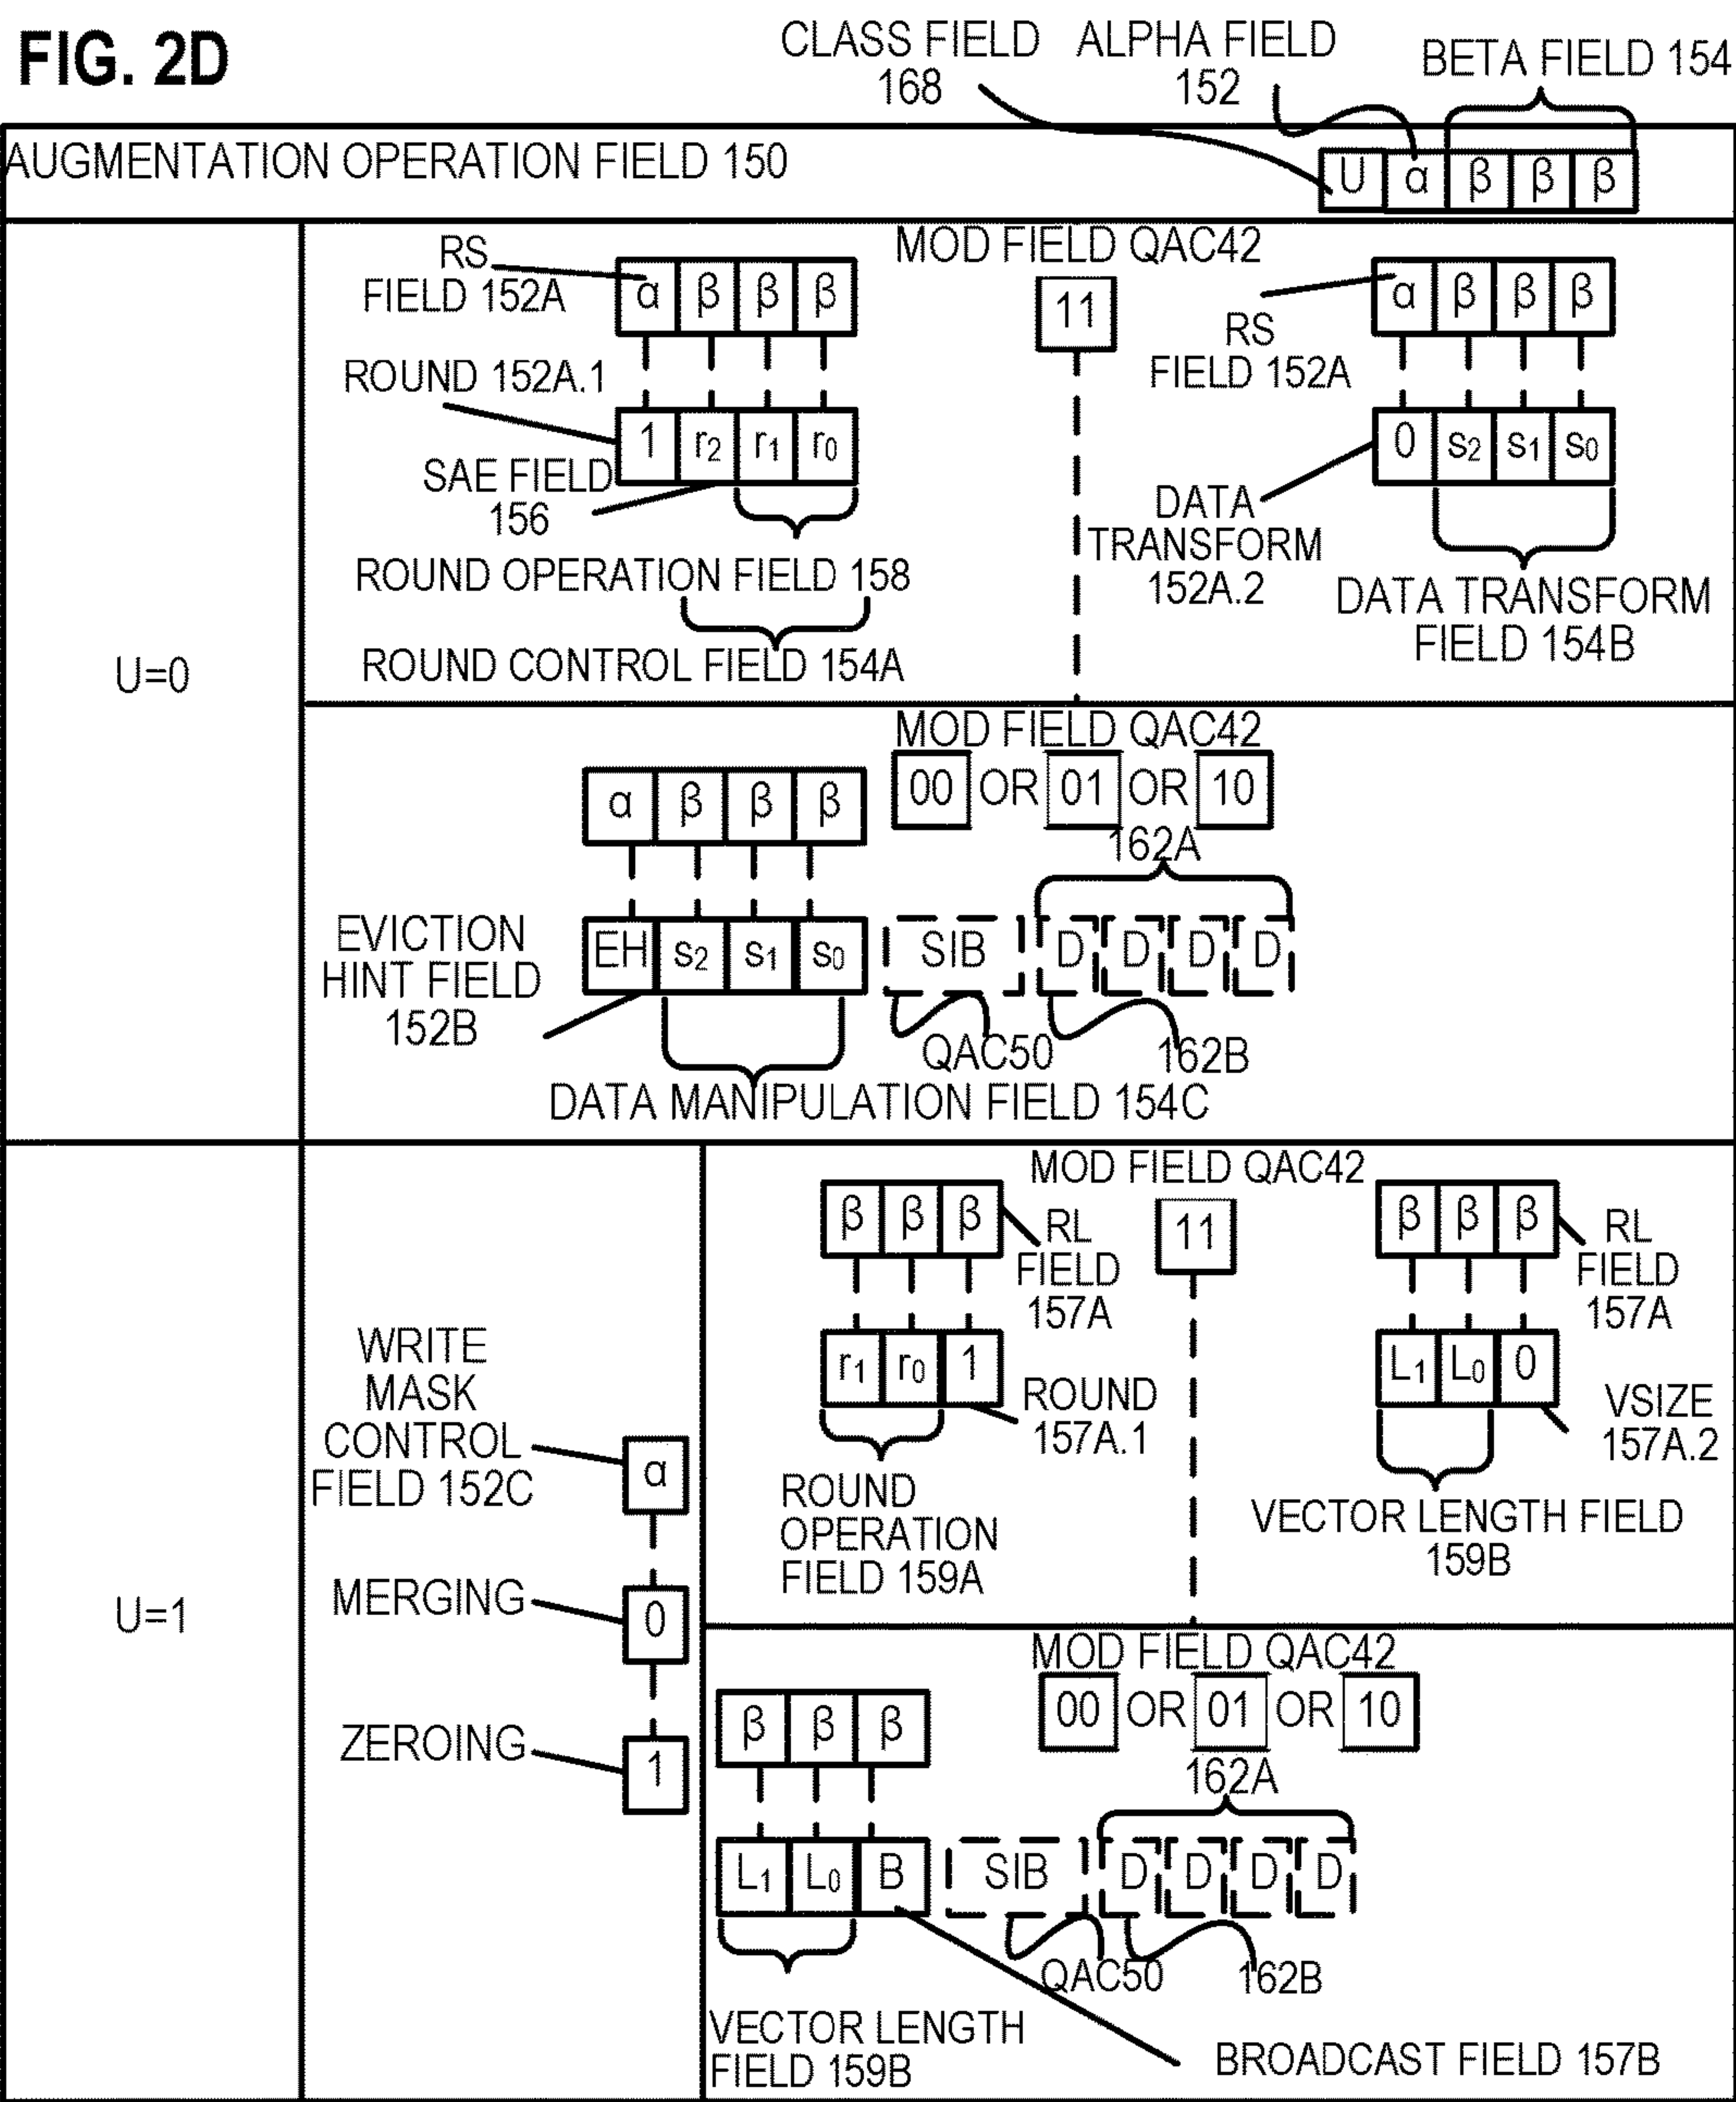 FIG. 2D
CLASS FIELD
168
ALPHA FIELD
152
BETA FIELD 154
AUGMENTATION OPERATION FIELD 150
U α β β β
U=0
RS
FIELD 152A
α β β β
ROUND 152A.1
1 r2 r1 r0
SAE FIELD
156
ROUND OPERATION FIELD 158
ROUND CONTROL FIELD 154A
MOD FIELD QAC42
11
α β β β
RS
FIELD 152A
0 s2 s1 s0
DATA
TRANSFORM
152A.2
DATA TRANSFORM
FIELD 154B
MOD FIELD QAC42
00 OR 01 OR 10
α β β β
162A
EVICTION
HINT FIELD
152B
EH s2 s1 s0 SIB D D D D
QAC50
162B
DATA MANIPULATION FIELD 154C
U=1
WRITE
MASK
CONTROL
FIELD 152C
α
MERGING
0
ZEROING
1
MOD FIELD QAC42
11
β β β
RL
FIELD
157A
r1 r0 1
ROUND
157A.1
ROUND
OPERATION
FIELD 159A
β β β
RL
FIELD
157A
L1 L0 0
VSIZE
157A.2
VECTOR LENGTH FIELD
159B
MOD FIELD QAC42
00 OR 01 OR 10
β β β
162A
L1 L0 B SIB D D D D
QAC50
162B
VECTOR LENGTH
FIELD 159B
BROADCAST FIELD 157B